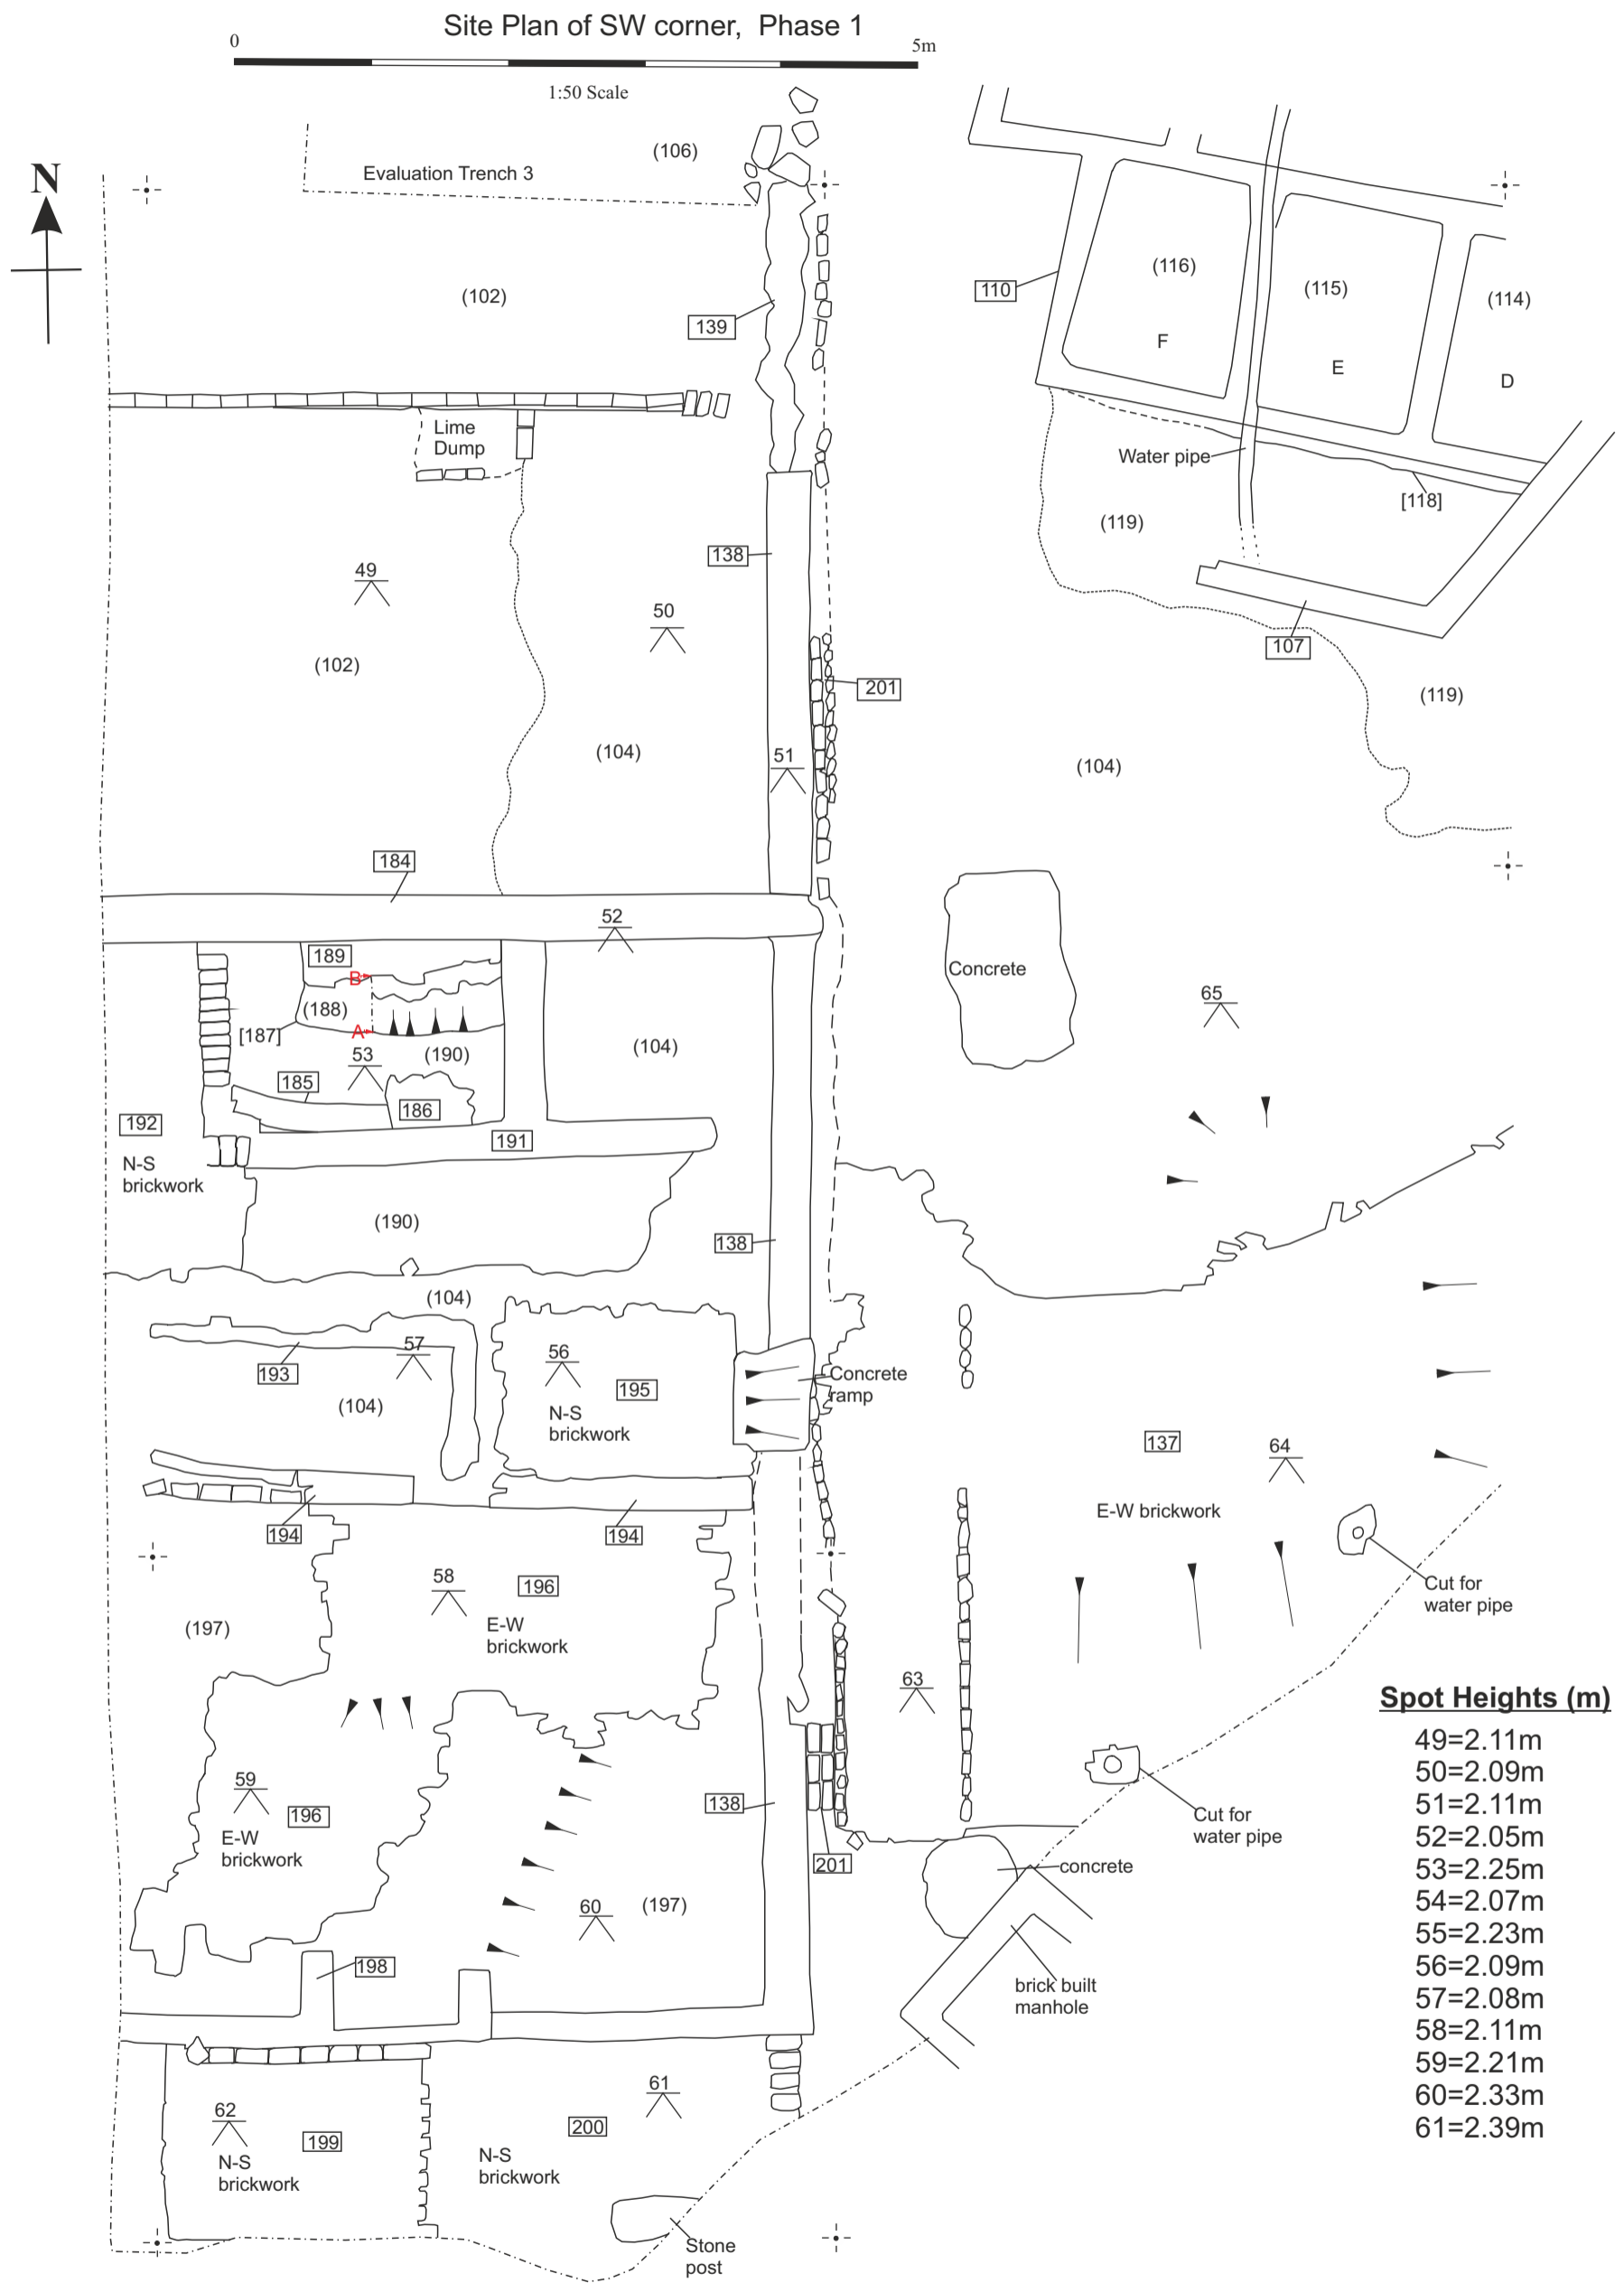 Site Plan of SW corner, Phase 1
0
5m
1:50 Scale
N
Evaluation Trench 3
(106)
(102)
139
110
(116)
(115)
(114)
F
E
D
Lime
Dump
Water pipe
[118]
(119)
138
49
50
107
(102)
201
(119)
(104)
51
(104)
184
52
189
B
Concrete
65
(188)
[187]
A
53
(190)
(104)
185
186
192
191
N-S
brickwork
(190)
138
(104)
57
56
193
195
Concrete
ramp
(104)
N-S
brickwork
137
64
E-W brickwork
194
194
58
196
Cut for
water pipe
(197)
E-W
brickwork
63
59
196
138
Cut for
water pipe
E-W
brickwork
201
concrete
60
(197)
198
brick built
manhole
61
62
200
199
N-S
brickwork
N-S
brickwork
Stone
post
Spot Heights (m)
49=2.11m
50=2.09m
51=2.11m
52=2.05m
53=2.25m
54=2.07m
55=2.23m
56=2.09m
57=2.08m
58=2.11m
59=2.21m
60=2.33m
61=2.39m